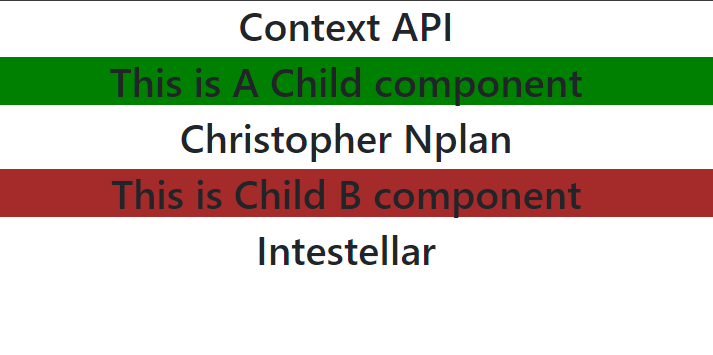 Context API
This is A Child component
Christopher Nplan
This is Child B component
Intestellar